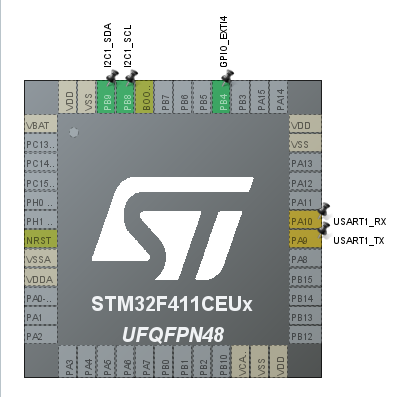 I2C1_SDA
I2C1_SCL
GPIO_EXTI4
VDD
VSS
PB9
PB8
BOO..
PB7
PB6
PB5
PB4
PB3
PA15
PA14
VBAT
PC13..
PC14..
PC15..
PH0 ..
PH1 ..
NRST
VSSA
VDDA
PA0-..
PA1
PA2
VDD
VSS
PA13
PA12
PA11
PA10
USART1_RX
PA9
USART1_TX
PA8
PB15
PB14
PB13
PB12
ST
STM32F411CEUx
UFQFPN48
PA3
PA4
PA5
PA6
PA7
PB0
PB1
PB2
PB10
VCA..
VSS
VDD